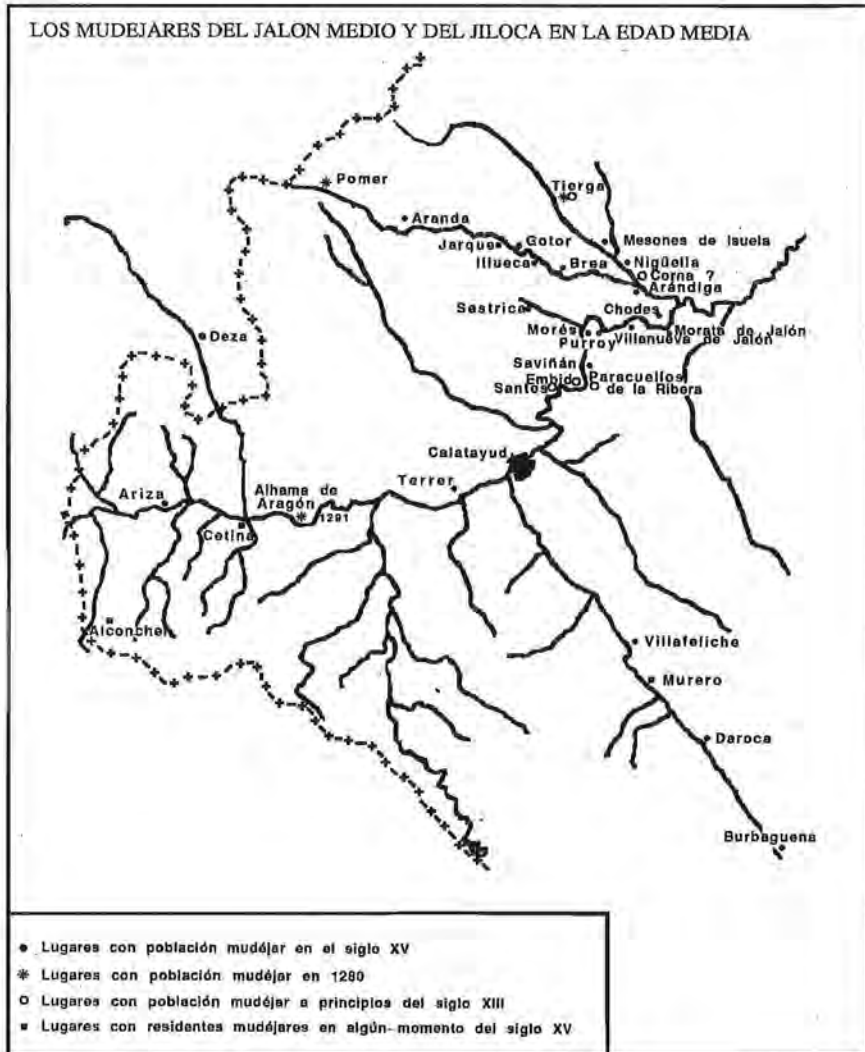 LOS MUDEJARES DEL JALON MEDIO Y DEL JILOCA EN LA EDAD MEDIA
Pomer
Tierga
Aranda
Jarque
Gotor
Mesones de Isuela
Illueca
Brea
Nigüella
Corna ?
Arándiga
Sestrica
Chodes
Morés
Purroy
Morata de Jalón
Villanueva de Jalón
Deza
Saviñán
Embid
Paracuellos
de la Ribera
Santos
Calatayud
Terrer
Ariza
Alhama de
Aragón
1291
Cetina
Alconchel
Villafeliche
Murero
Daroca
Burbaguena
Lugares con población mudéjar en el siglo XV
Lugares con población mudéjar en 1280
Lugares con población mudéjar a principios del siglo XIII
Lugares con residentes mudéjares en algún momento del siglo XV